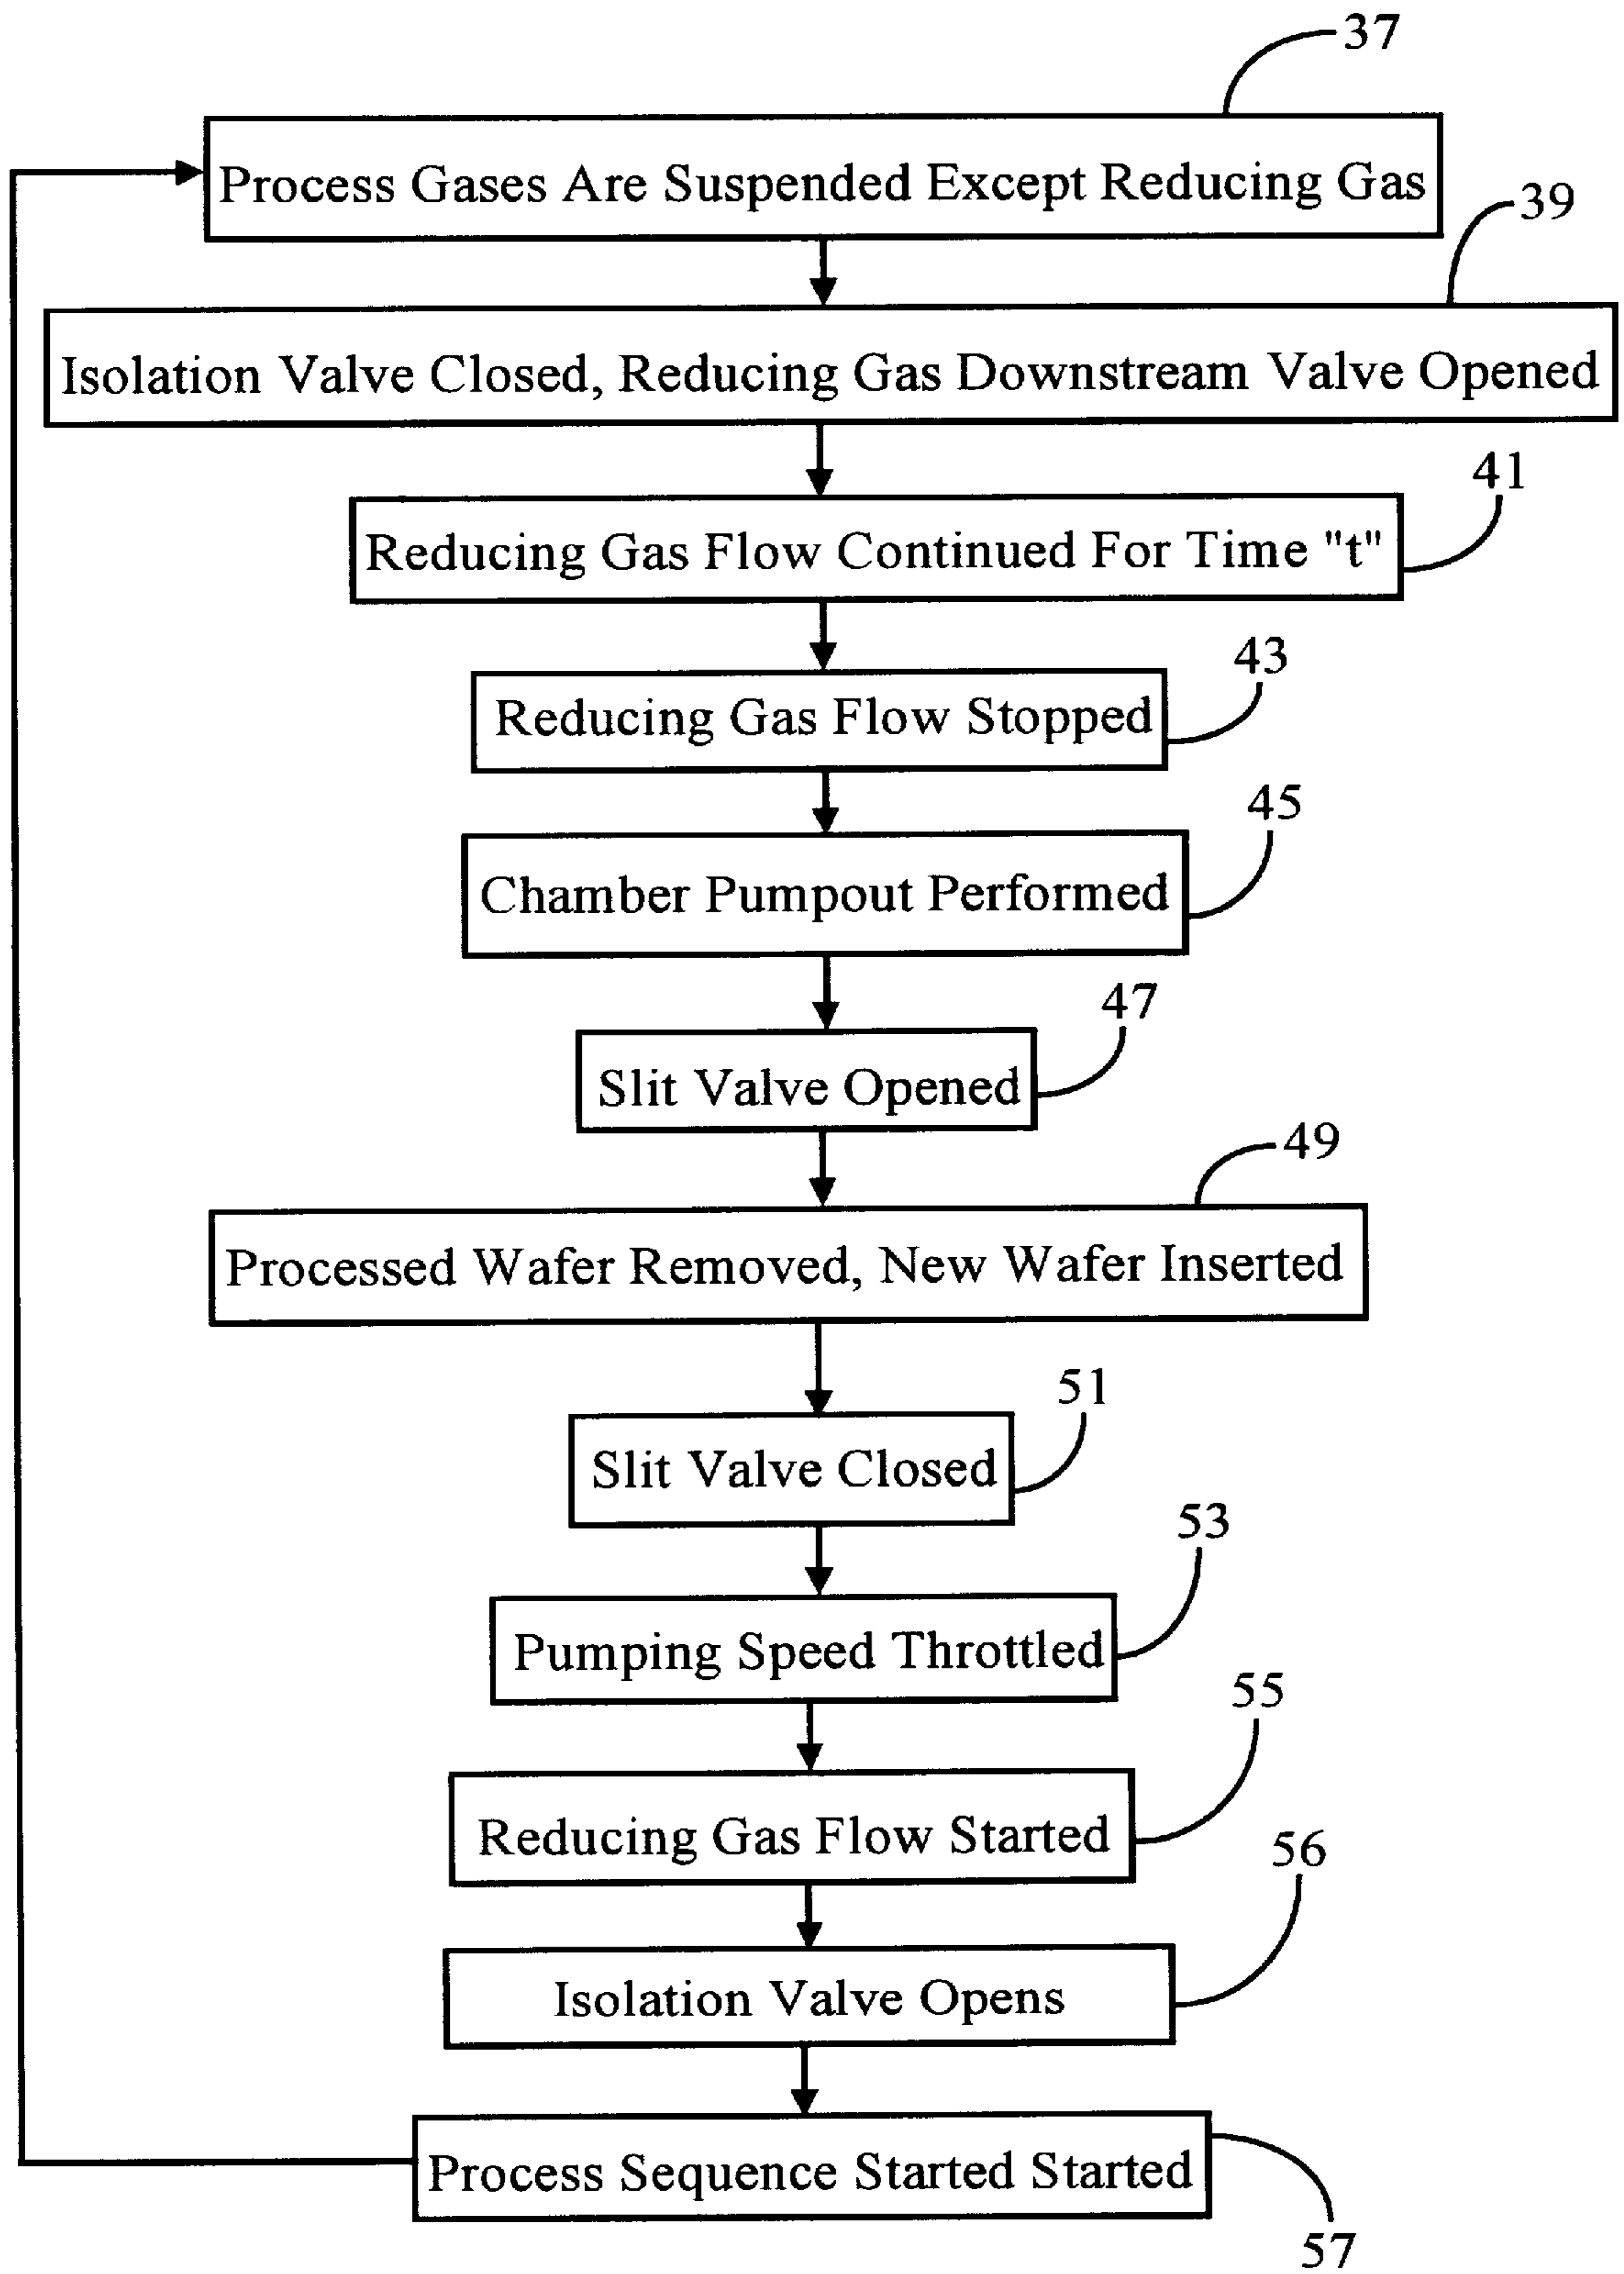 37
Process Gases Are Suspended Except Reducing Gas
39
Isolation Valve Closed, Reducing Gas Downstream Valve Opened
41
Reducing Gas Flow Continued For Time "t"
43
Reducing Gas Flow Stopped
45
Chamber Pumpout Performed
47
Slit Valve Opened
49
Processed Wafer Removed, New Wafer Inserted
51
Slit Valve Closed
53
Pumping Speed Throttled
55
Reducing Gas Flow Started
56
Isolation Valve Opens
Process Sequence Started Started
57